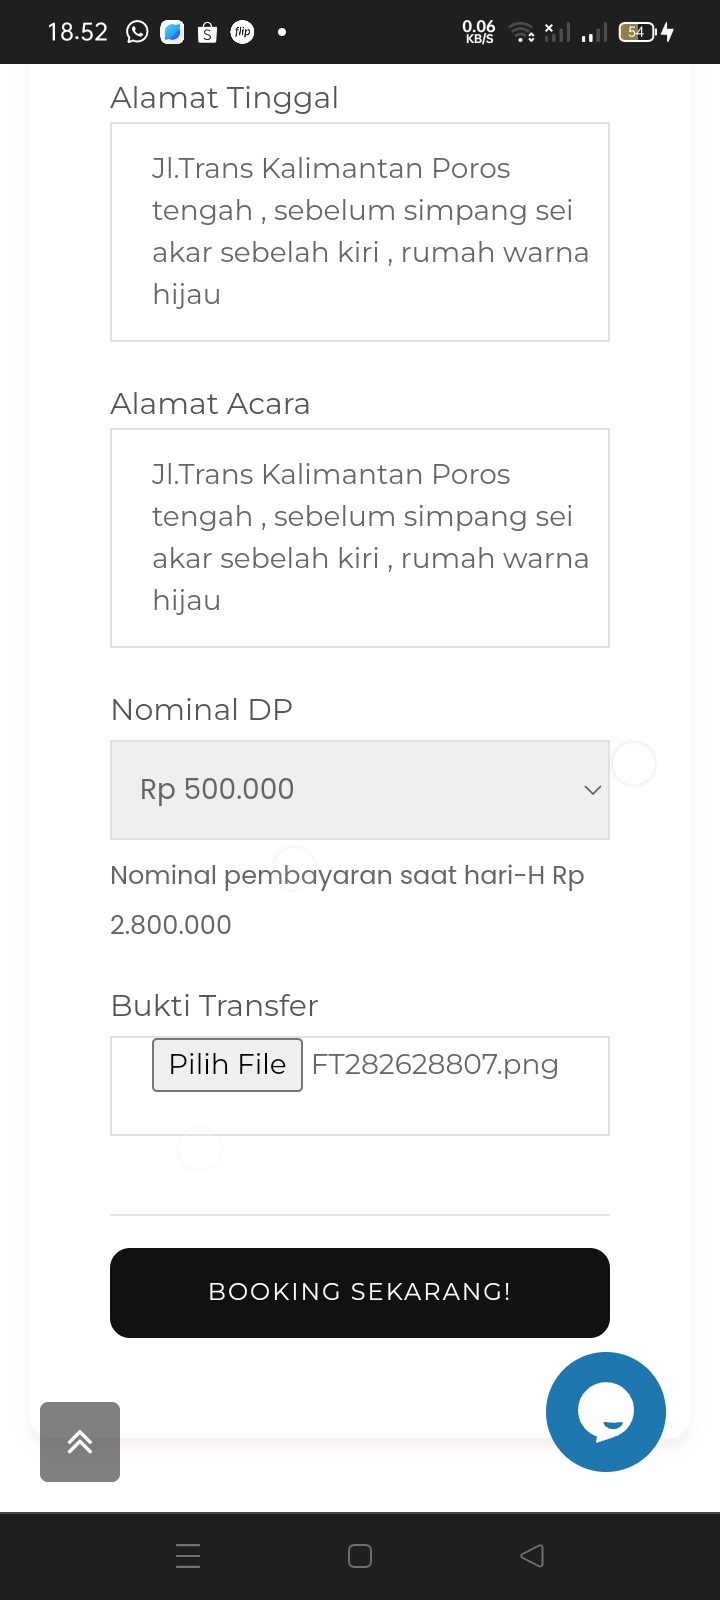 18.52
S
flip
0.06
KB/S
54
Alamat Tinggal
Jl.Trans Kalimantan Poros
tengah , sebelum simpang sei
akar sebelah kiri , rumah warna
hijau
Alamat Acara
Jl.Trans Kalimantan Poros
tengah , sebelum simpang sei
akar sebelah kiri , rumah warna
hijau
Nominal DP
Rp 500.000
Nominal pembayaran saat hari-H Rp
2.800.000
Bukti Transfer
Pilih File FT282628807.png
BOOKING SEKARANG!